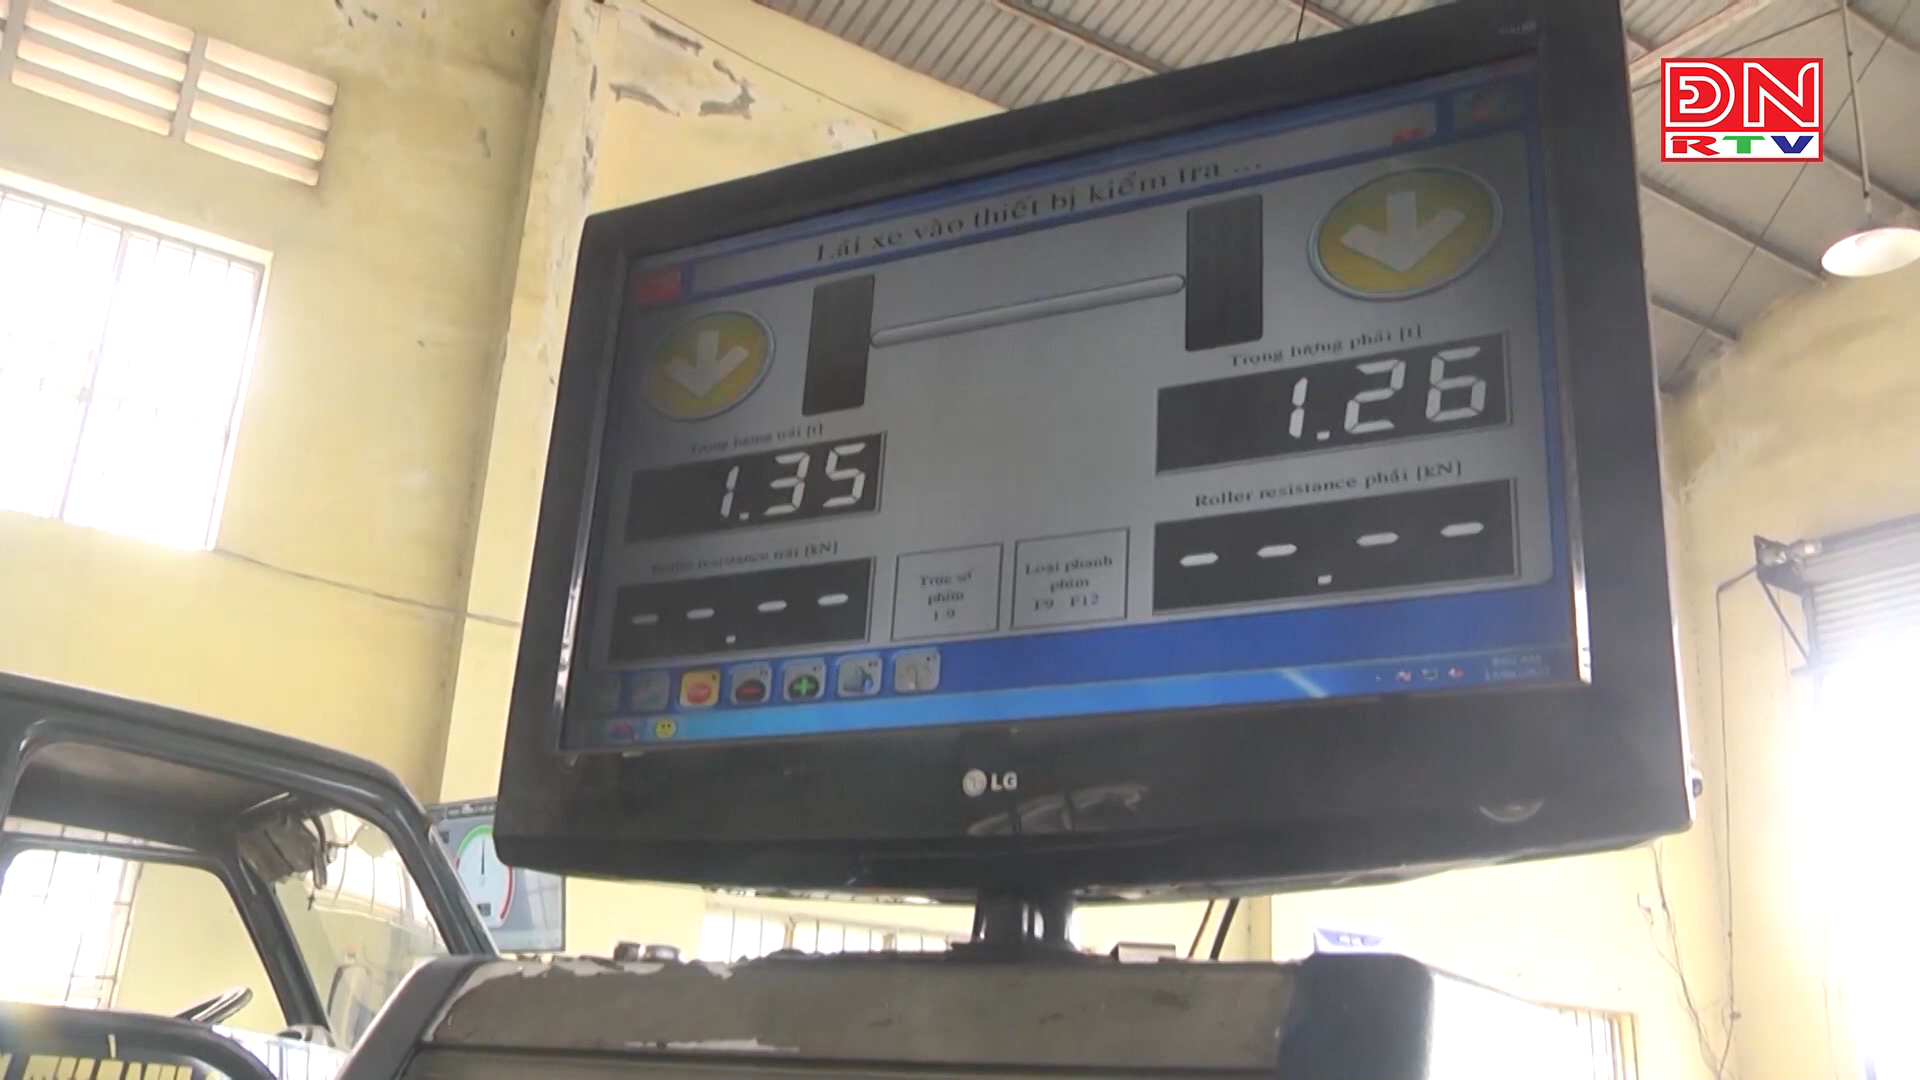 ĐN
RTV
Lái xe vào thiết bị kiểm tra ...
Trọng lượng trái [t]
1.35
Trọng lượng phải [t]
1.26
Roller resistance trái [kN]
--.--
Roller resistance phải [kN]
--.--
Trục số
phím
1-9
Loại phanh
phím
F9 F12
LG